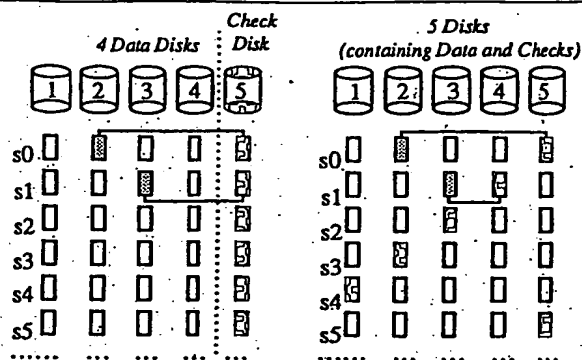 4 Data Disks
Check
Disk
1 2 3 4 5
s0
s1
s2
s3
s4
s5
...... ... ... ... ...
5 Disks
(containing Data and Checks)
1 2 3 4 5
s0
s1
s2
s3
s4
s5
...... ... ... ... ...